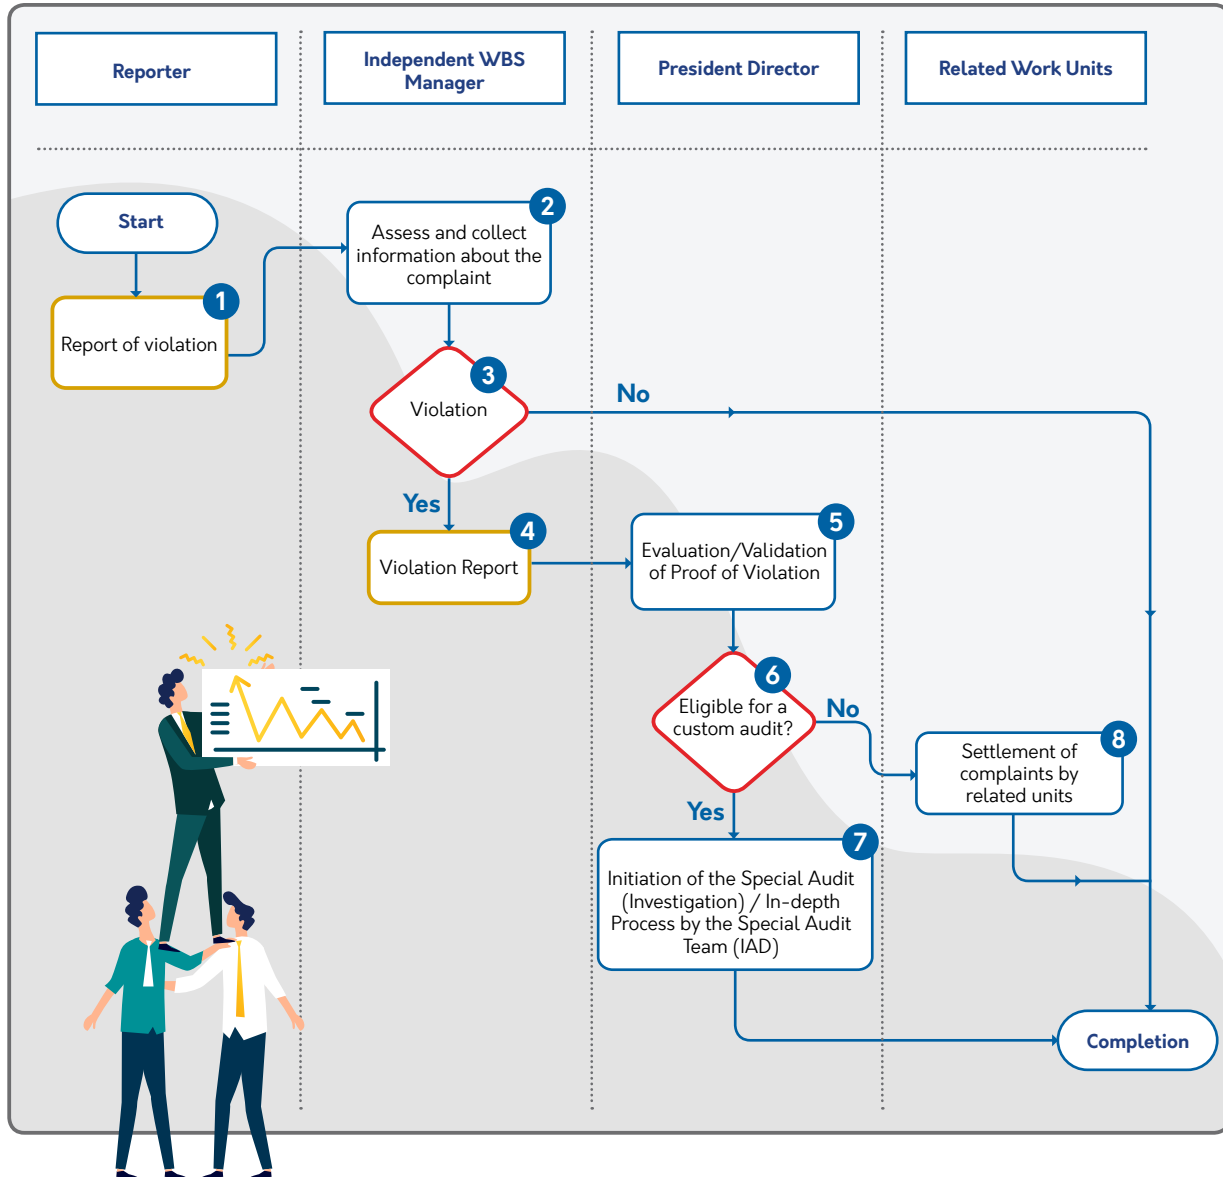 Reporter
Independent WBS
Manager
President Director
Related Work Units
Start
1
Report of violation
2
Assess and collect
information about the
complaint
3
Violation
No
Yes
4
Violation Report
5
Evaluation/Validation
of Proof of Violation
6
Eligible for a
custom audit?
No
Yes
8
Settlement of
complaints by
related units
7
Initiation of the Special Audit
(Investigation) / In-depth
Process by the Special Audit
Team (IAD)
Completion